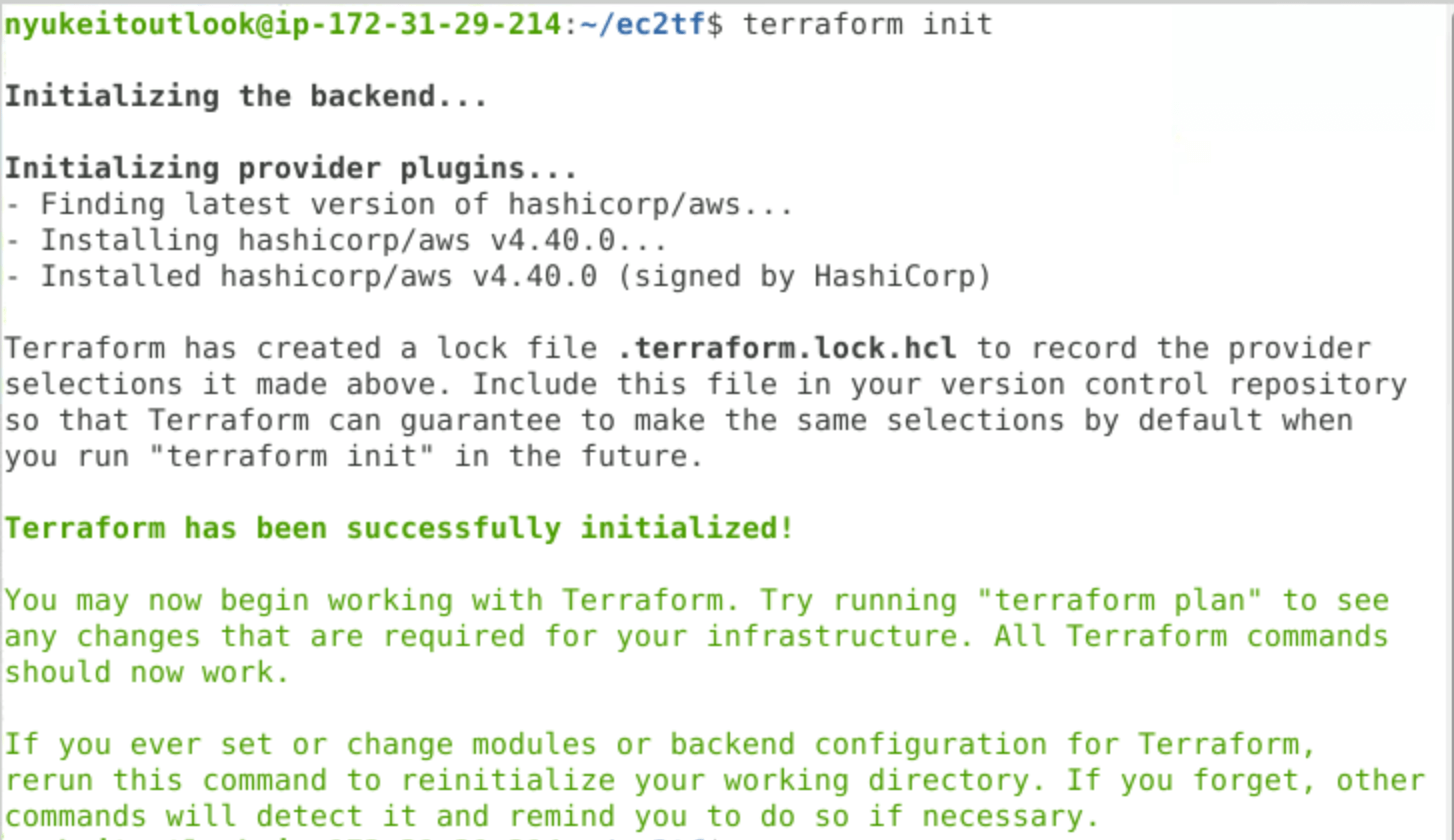 nyukeitoutlook@ip-172-31-29-214:~/ec2tf$ terraform init
Initializing the backend...
Initializing provider plugins...
- Finding latest version of hashicorp/aws...
- Installing hashicorp/aws v4.40.0...
- Installed hashicorp/aws v4.40.0 (signed by HashiCorp)
Terraform has created a lock file .terraform.lock.hcl to record the provider
selections it made above. Include this file in your version control repository
so that Terraform can guarantee to make the same selections by default when
you run "terraform init" in the future.
Terraform has been successfully initialized!
You may now begin working with Terraform. Try running "terraform plan" to see
any changes that are required for your infrastructure. All Terraform commands
should now work.
If you ever set or change modules or backend configuration for Terraform,
rerun this command to reinitialize your working directory. If you forget, other
commands will detect it and remind you to do so if necessary.